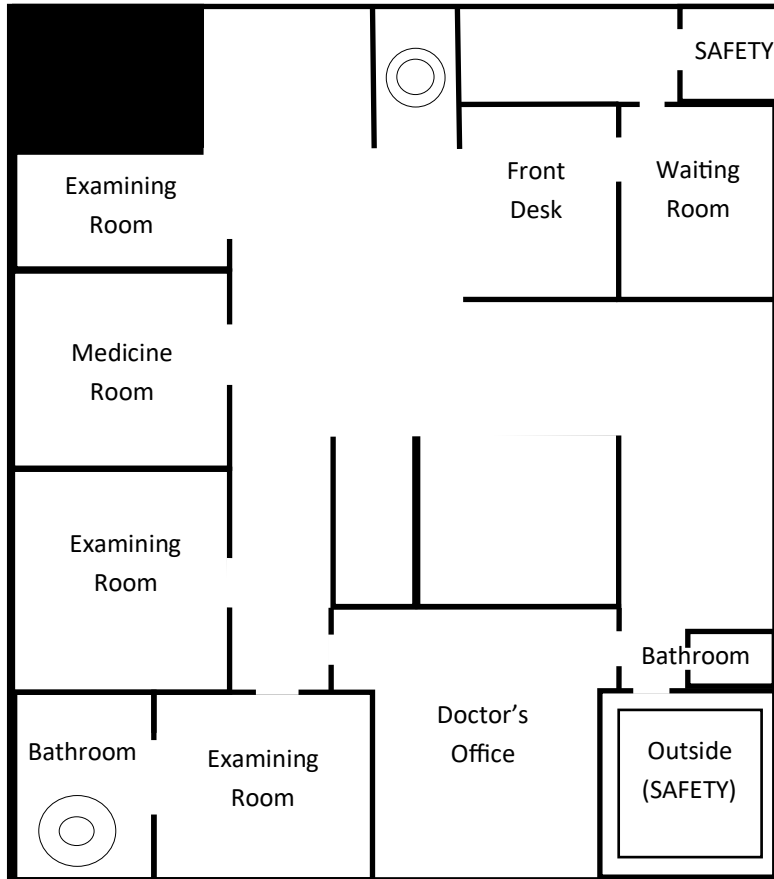 SAFETY
Examining
Room
Front
Desk
Waiting
Room
Medicine
Room
Examining
Room
Bathroom
Bathroom
Examining
Room
Doctor’s
Office
Outside
(SAFETY)